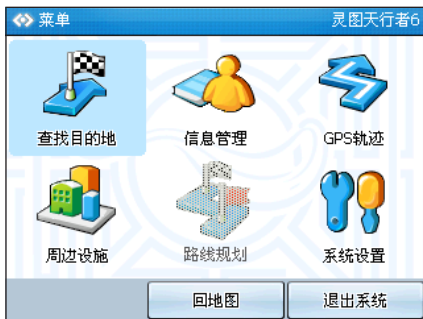 菜单 灵图天行者6
查找目的地 信息管理 GPS轨迹
周边设施 路线规划 系统设置
回地图 退出系统